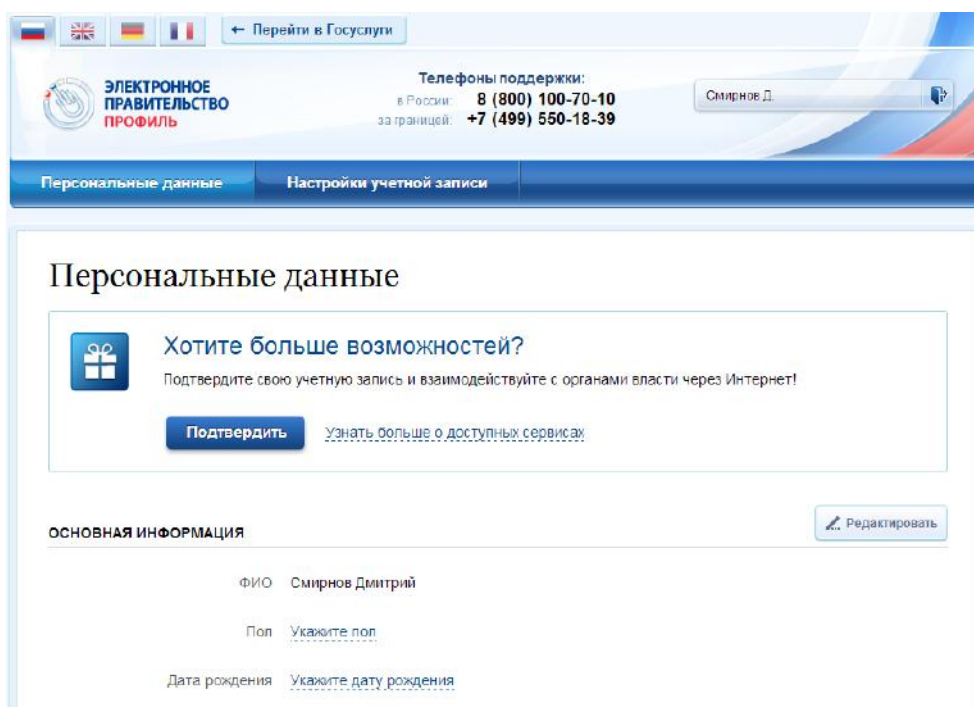 ← Перейти в Госуслуги
ЭЛЕКТРОННОЕ
ПРАВИТЕЛЬСТВО
ПРОФИЛЬ
Телефоны поддержки:
в России: 8 (800) 100-70-10
за границей: +7 (499) 550-18-39
Смирнов Д.
Персональные данные
Настройки учетной записи
Персональные данные
Хотите больше возможностей?
Подтвердите свою учетную запись и взаимодействуйте с органами власти через Интернет!
Подтвердить
Узнать больше о доступных сервисах
ОСНОВНАЯ ИНФОРМАЦИЯ
Редактировать
ФИО Смирнов Дмитрий
Пол Укажите пол
Дата рождения Укажите дату рождения